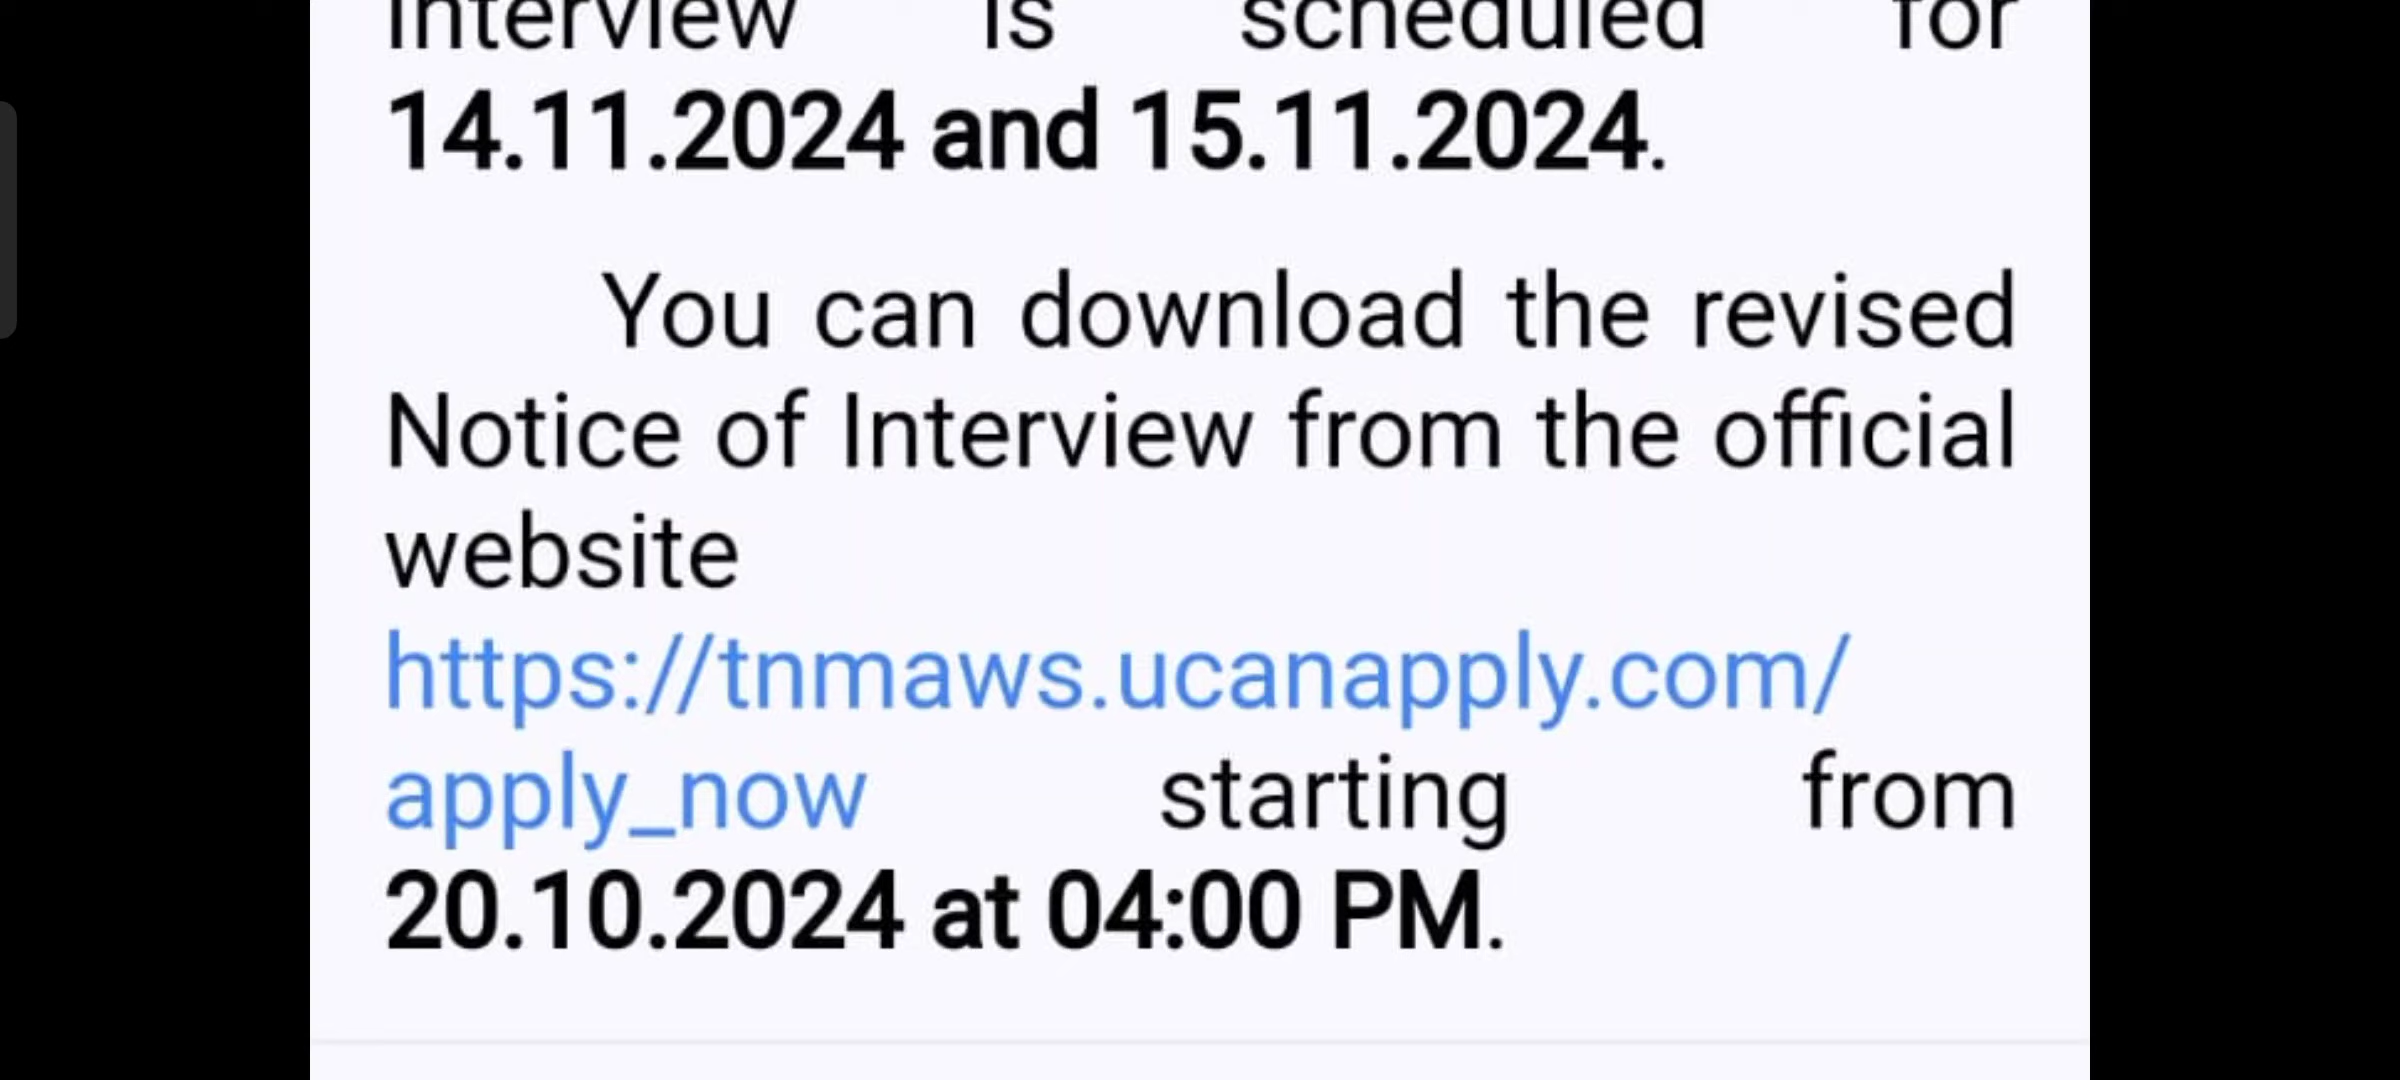 Interview is scheduled for
14.11.2024 and 15.11.2024.
You can download the revised
Notice of Interview from the official
website
https://tnmaws.ucanapply.com/
apply_now starting from
20.10.2024 at 04:00 PM.